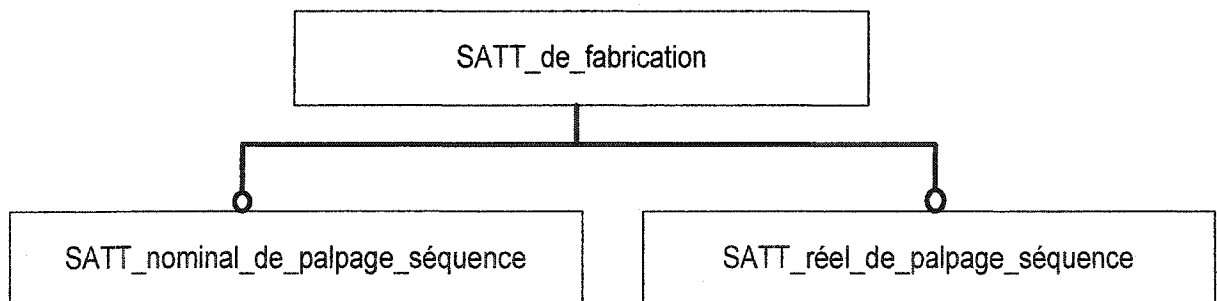 SATT_de_fabrication
SATT_nominal_de_palpage_séquence
SATT_réel_de_palpage_séquence